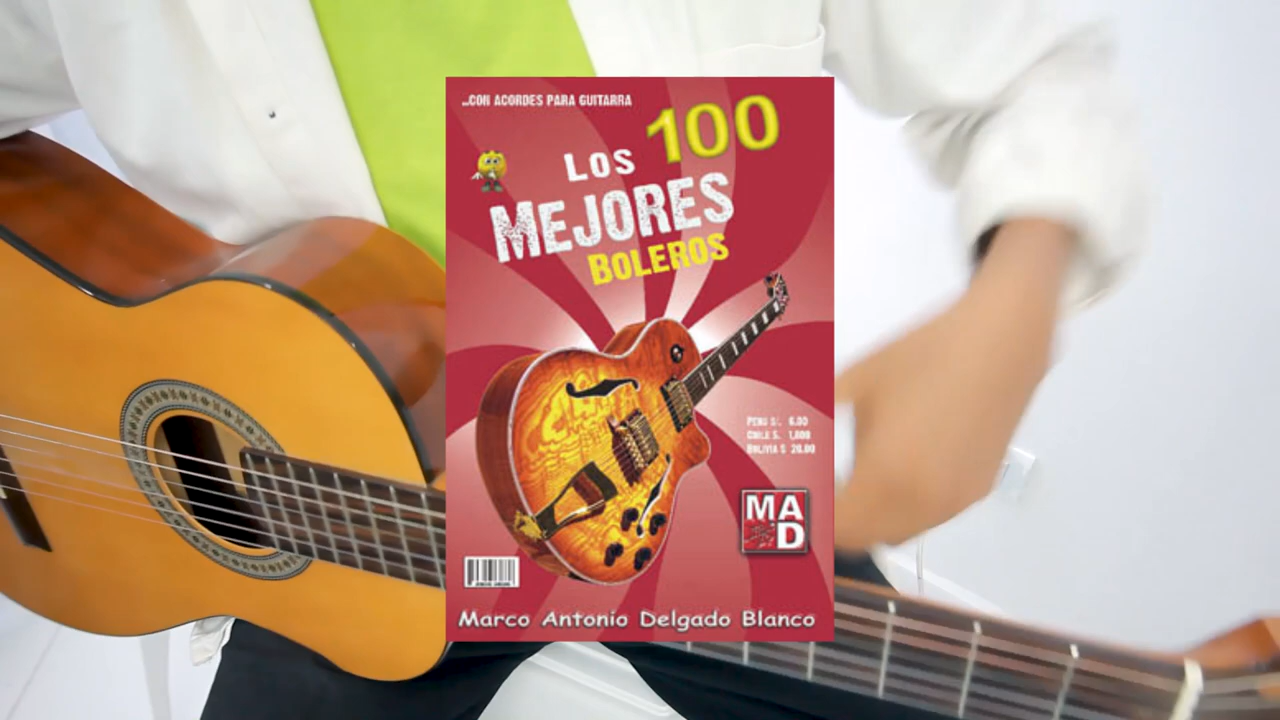 ...CON ACORDES PARA GUITARRA
100
LOS
MEJORES
BOLEROS
PERU S/. 6.00
CHILE S. 1,800
BOLIVIA S 20.00
MA
D
Marco Antonio Delgado Blanco